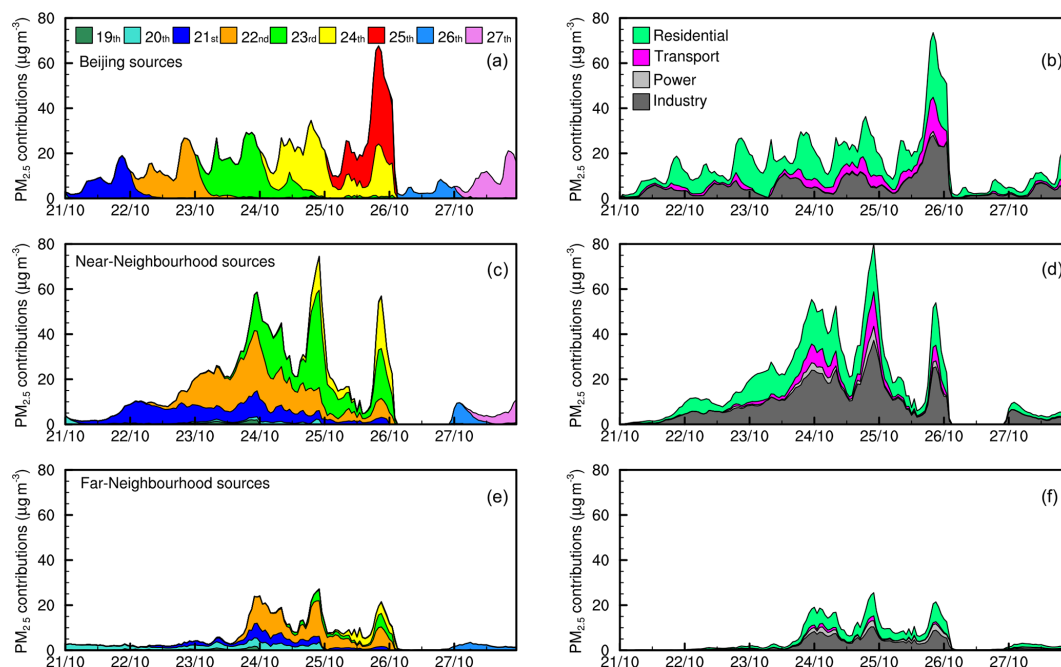 PM2.5 contributions (µg m-3)
80
60
40
20
0
19th 20th 21st 22nd 23rd 24th 25th 26th 27th
Beijing sources
(a)
21/10 22/10 23/10 24/10 25/10 26/10 27/10
PM2.5 contributions (µg m-3)
80
60
40
20
0
Residential
Transport
Power
Industry
(b)
21/10 22/10 23/10 24/10 25/10 26/10 27/10
PM2.5 contributions (µg m-3)
80
60
40
20
0
Near-Neighbourhood sources
(c)
21/10 22/10 23/10 24/10 25/10 26/10 27/10
PM2.5 contributions (µg m-3)
80
60
40
20
0
(d)
21/10 22/10 23/10 24/10 25/10 26/10 27/10
PM2.5 contributions (µg m-3)
80
60
40
20
0
Far-Neighbourhood sources
(e)
21/10 22/10 23/10 24/10 25/10 26/10 27/10
PM2.5 contributions (µg m-3)
80
60
40
20
0
(f)
21/10 22/10 23/10 24/10 25/10 26/10 27/10